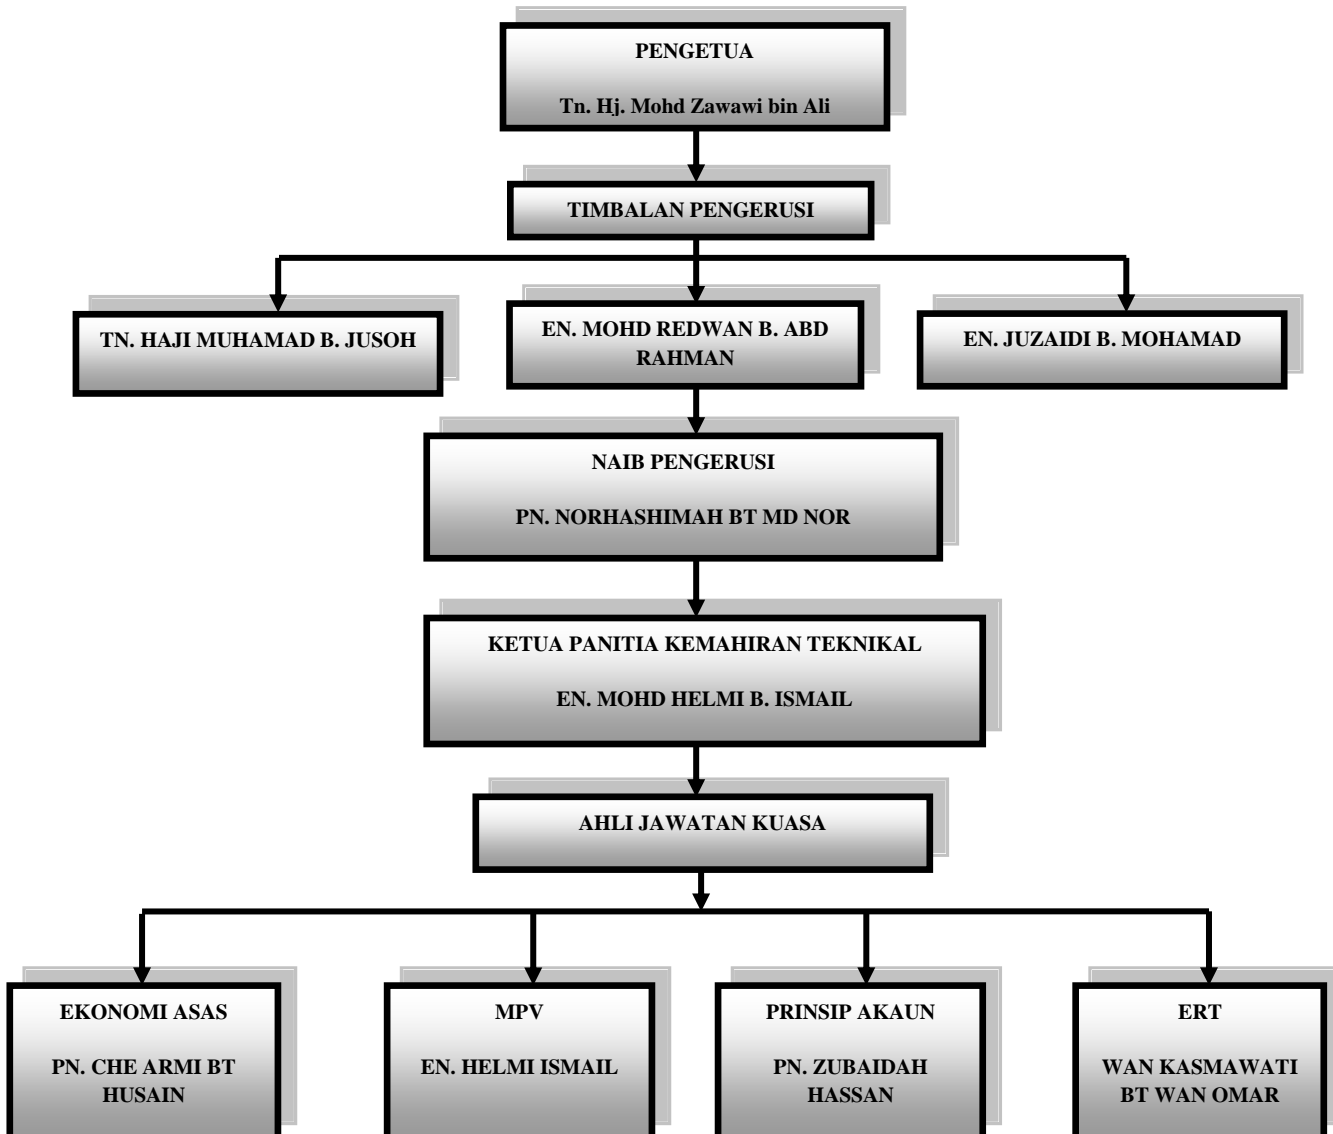 PENGETUA
Tn. Hj. Mohd Zawawi bin Ali
TIMBALAN PENGERUSI
TN. HAJI MUHAMAD B. JUSOH
EN. MOHD REDWAN B. ABD
RAHMAN
EN. JUZAIDI B. MOHAMAD
NAIB PENGERUSI
PN. NORHASHIMAH BT MD NOR
KETUA PANITIA KEMAHIRAN TEKNIKAL
EN. MOHD HELMI B. ISMAIL
AHLI JAWATAN KUASA
EKONOMI ASAS
PN. CHE ARMI BT
HUSAIN
MPV
EN. HELMI ISMAIL
PRINSIP AKAUN
PN. ZUBAIDAH
HASSAN
ERT
WAN KASMAWATI
BT WAN OMAR